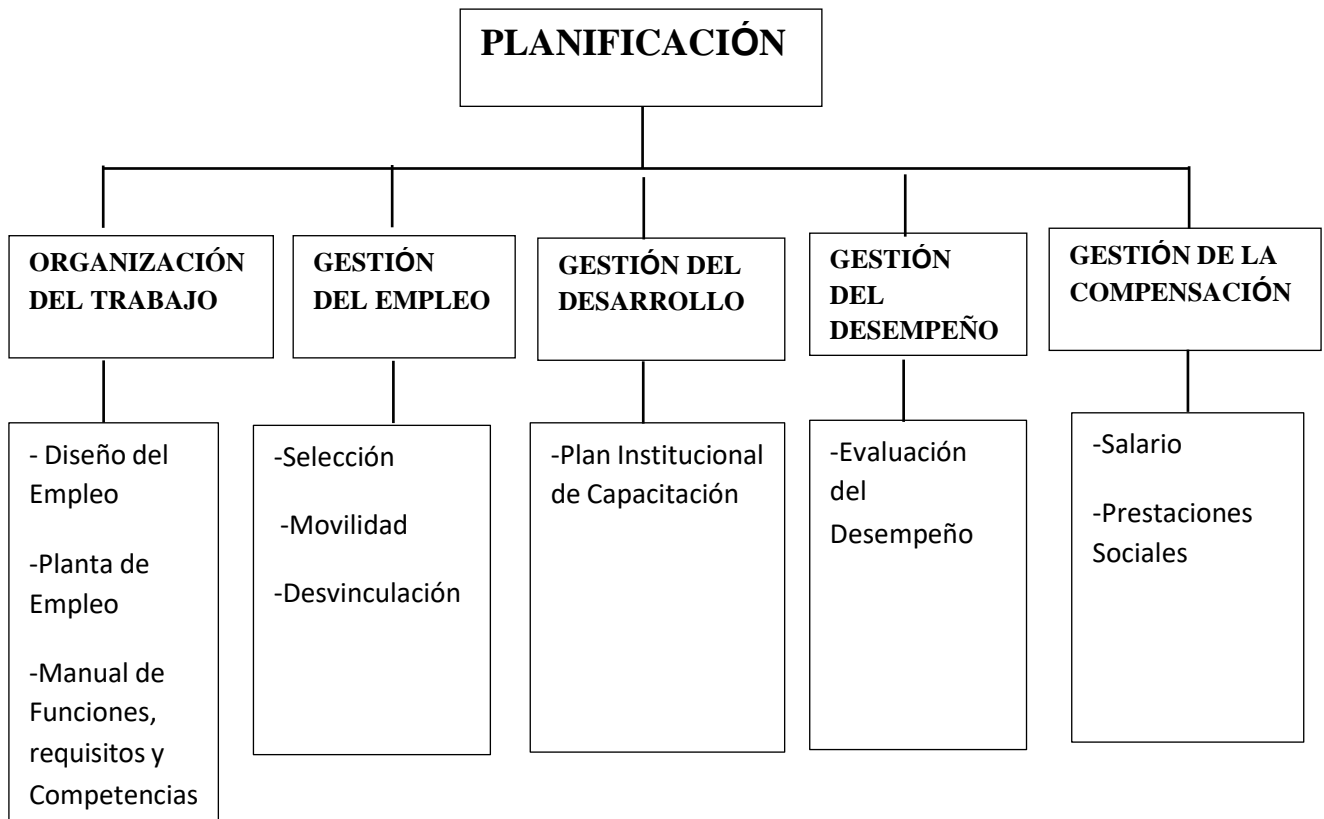 PLANIFICACIÓN
ORGANIZACIÓN
DEL TRABAJO
GESTIÓN
DEL EMPLEO
GESTIÓN DEL
DESARROLLO
GESTIÓN
DEL
DESEMPEÑO
GESTIÓN DE LA
COMPENSACIÓN
- Diseño del
Empleo
-Planta de
Empleo
-Manual de
Funciones,
requisitos y
Competencias
-Selección
-Movilidad
-Desvinculación
-Plan Institucional
de Capacitación
-Evaluación
del
Desempeño
-Salario
-Prestaciones
Sociales